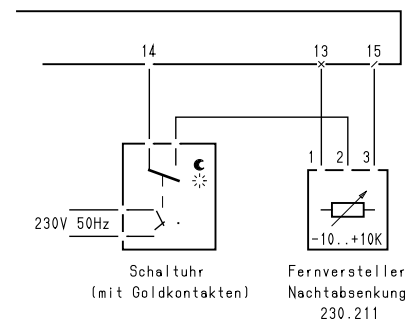 14 13 15
1 2 3
230V 50Hz
-10..+10K
Schaltuhr
(mit Goldkontakten)
Fernversteller
Nachtabsenkung
230.211